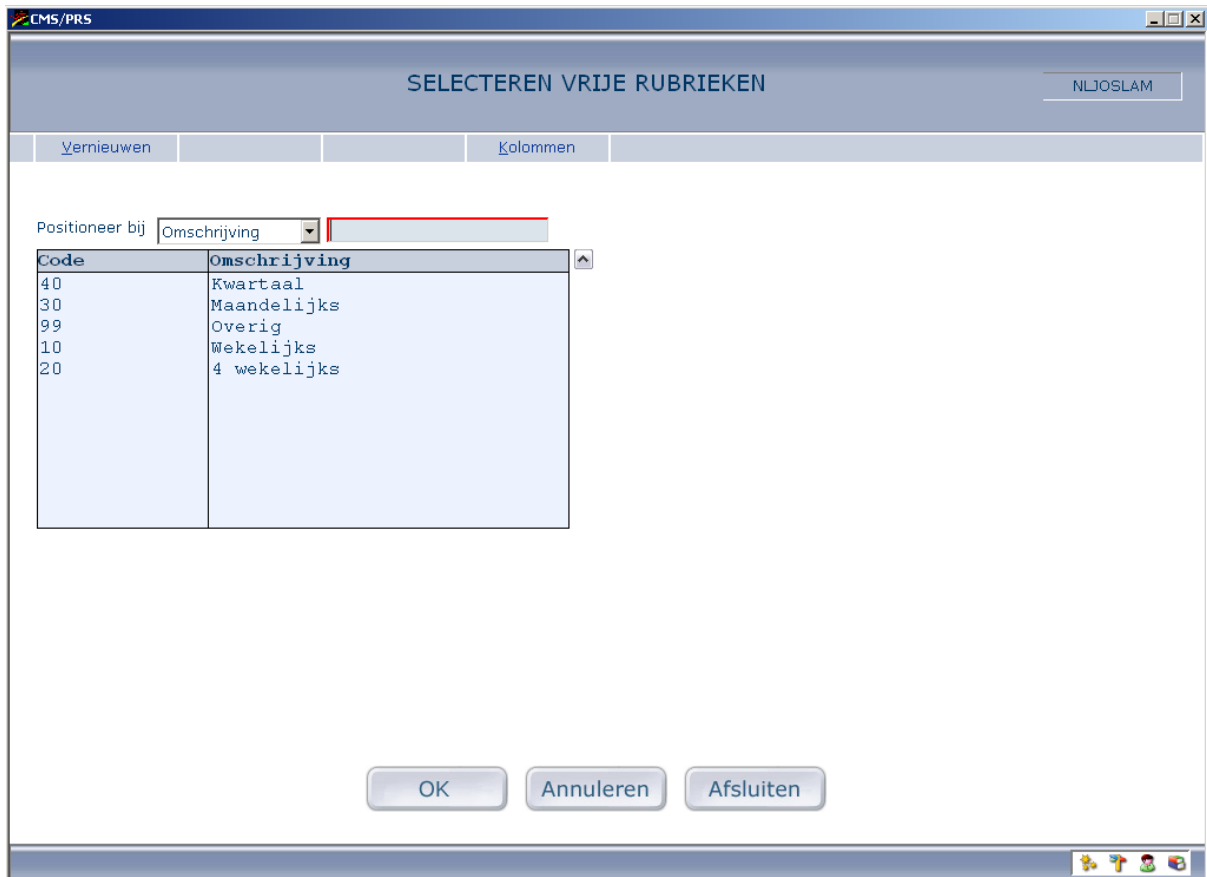 CMS/PRS
SELECTEREN VRIJE RUBRIEKEN
NLJOSLAM
Vernieuwen Kolommen
Positioneer bij Omschrijving
Code Omschrijving
40 Kwartaal
30 Maandelijks
99 Overig
10 Wekelijks
20 4 wekelijks
OK Annuleren Afsluiten